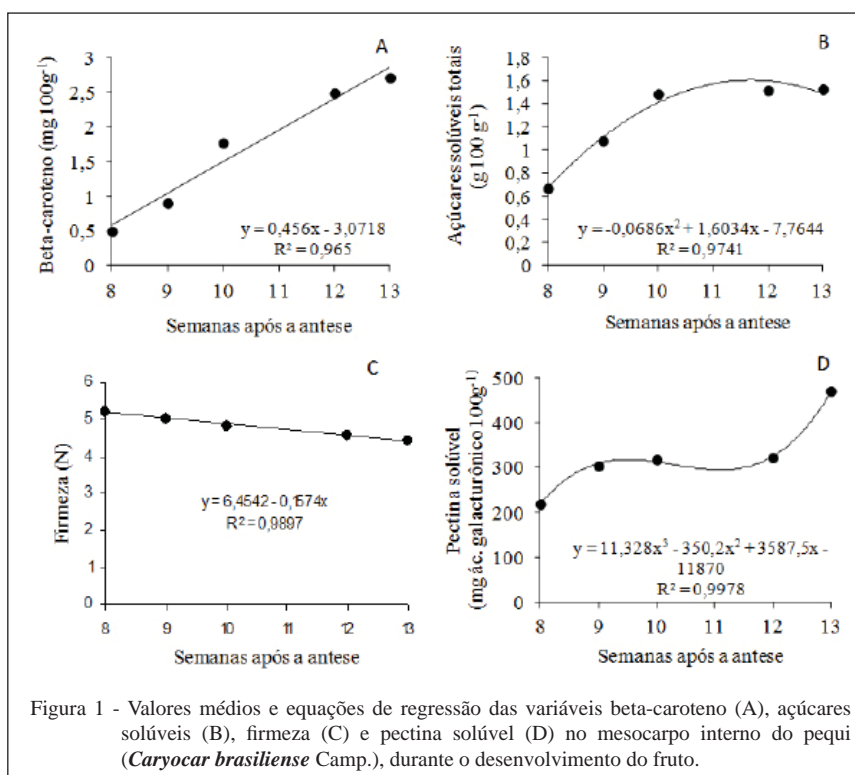 A
Beta-caroteno (mg 100g⁻¹)
3
2,5
2
1,5
1
0,5
0
y = 0,456x - 3,0718
R² = 0,965
8 9 10 11 12 13
Semanas após a antese
B
Açúcares solúveis totais
(g 100 g⁻¹)
1,8
1,6
1,4
1,2
1
0,8
0,6
0,4
0,2
0
y = -0,0686x² + 1,6034x - 7,7644
R² = 0,9741
8 9 10 11 12 13
Semanas após a antese
C
Firmeza (N)
6
5
4
3
2
1
0
y = 6,4542 - 0,1574x
R² = 0,9897
8 9 10 11 12 13
Semanas após a antese
D
Pectina solúvel
(mg ác. galacturônico 100g⁻¹)
500
400
300
200
100
0
y = 11,328x³ - 350,2x² + 3587,5x -
11870
R² = 0,9978
8 9 10 11 12 13
Semanas após a antese
Figura 1 - Valores médios e equações de regressão das variáveis beta-caroteno (A), açúcares
solúveis (B), firmeza (C) e pectina solúvel (D) no mesocarpo interno do pequi
(Caryocar brasiliense Camp.), durante o desenvolvimento do fruto.